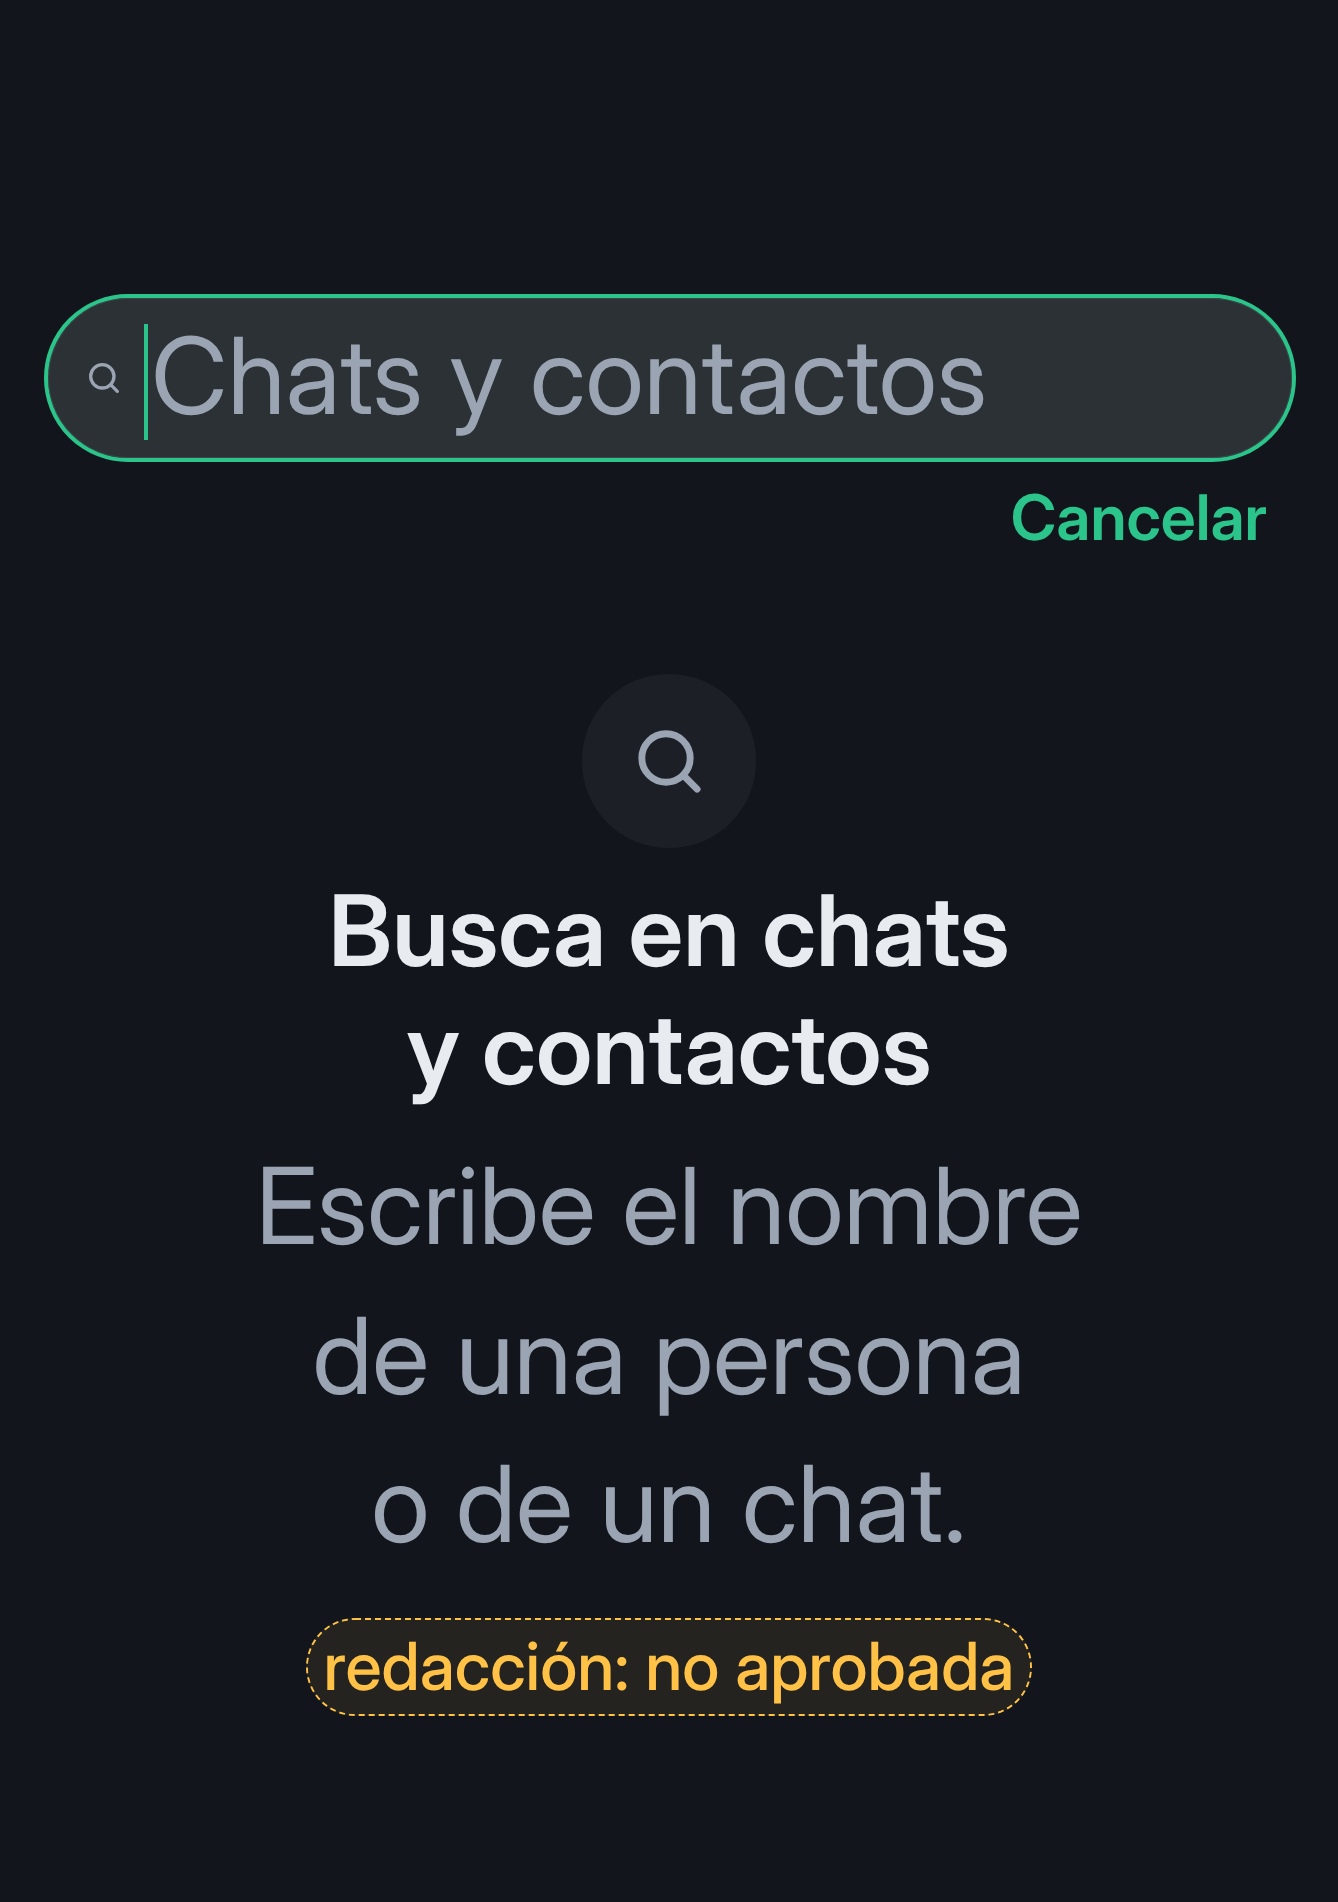 Chats y contactos
Cancelar
Busca en chats
y contactos
Escribe el nombre
de una persona
o de un chat.
redacción: no aprobada